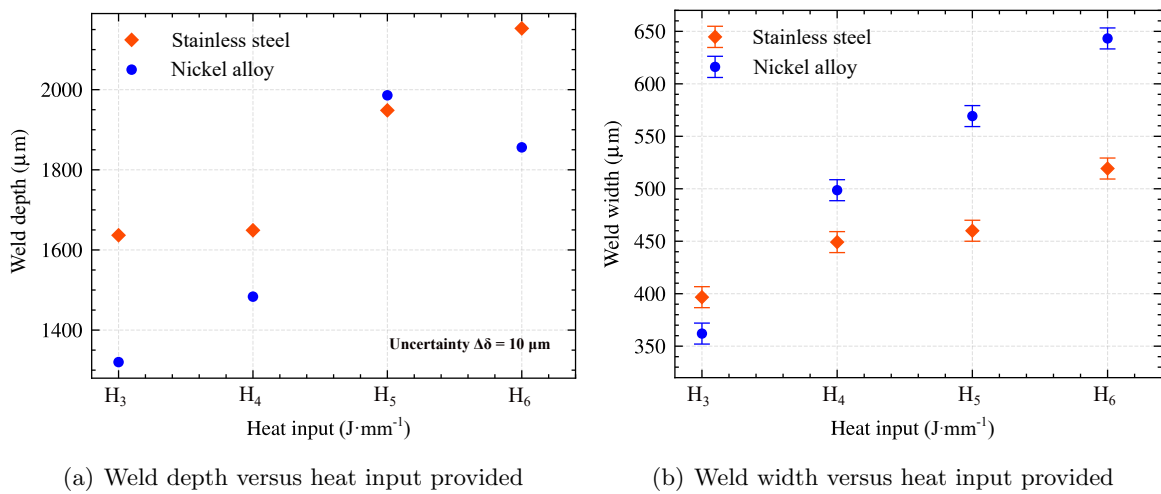 Stainless steel
Nickel alloy
2000
1800
1600
1400
Weld depth (μm)
Uncertainty Δδ = 10 μm
H₃ H₄ H₅ H₆
Heat input (J·mm⁻¹)
(a) Weld depth versus heat input provided
Stainless steel
Nickel alloy
650
600
550
500
450
400
350
Weld width (μm)
H₃ H₄ H₅ H₆
Heat input (J·mm⁻¹)
(b) Weld width versus heat input provided